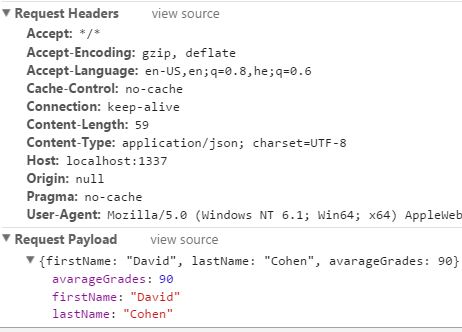 ▼ Request Headers view source
Accept: */*
Accept-Encoding: gzip, deflate
Accept-Language: en-US,en;q=0.8,he;q=0.6
Cache-Control: no-cache
Connection: keep-alive
Content-Length: 59
Content-Type: application/json; charset=UTF-8
Host: localhost:1337
Origin: null
Pragma: no-cache
User-Agent: Mozilla/5.0 (Windows NT 6.1; Win64; x64) AppleWeb
▼ Request Payload view source
▼ {firstName: "David", lastName: "Cohen", avarageGrades: 90}
avarageGrades: 90
firstName: "David"
lastName: "Cohen"